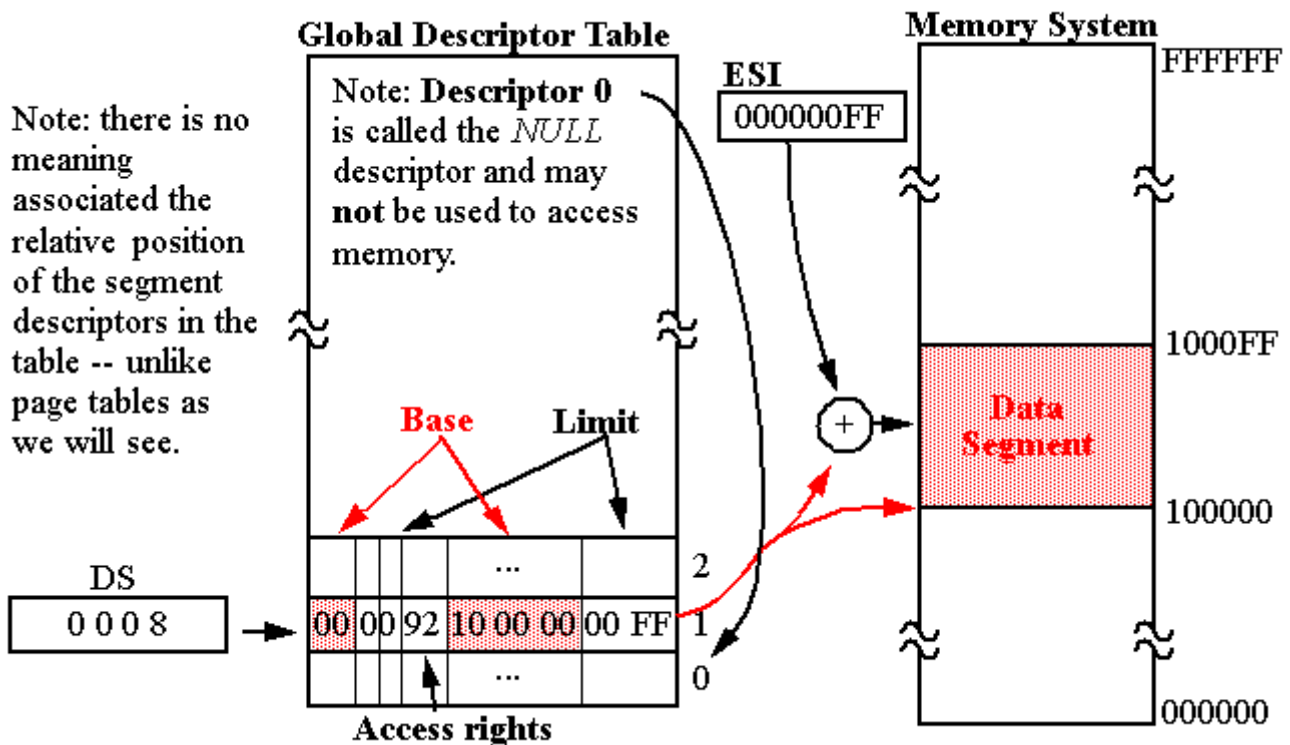 Global Descriptor Table
Memory System
FFFFFF
Note: Descriptor 0
is called the NULL
descriptor and may
not be used to access
memory.
ESI
000000FF
Note: there is no
meaning
associated the
relative position
of the segment
descriptors in the
table -- unlike
page tables as
we will see.
1000FF
Base
Limit
+
Data
Segment
100000
... 2
DS
0 0 0 8
00 00 92 10 00 00 00 FF 1
... 0
Access rights
000000